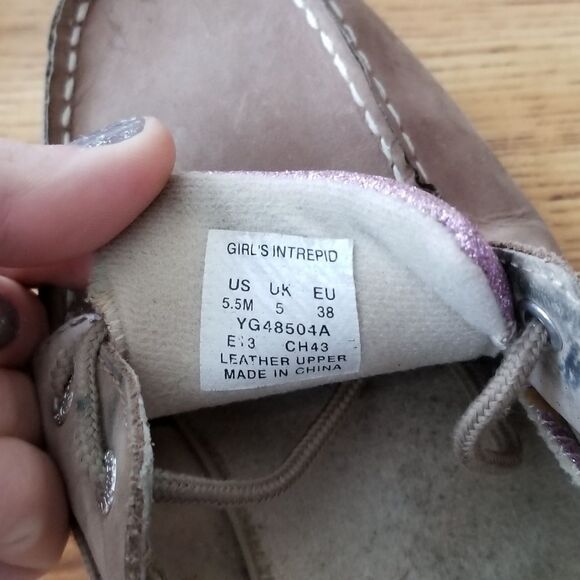 GIRL'S INTREPID
US UK EU
5.5M 5 38
YG48504A
CH43
LEATHER UPPER
MADE IN CHINA